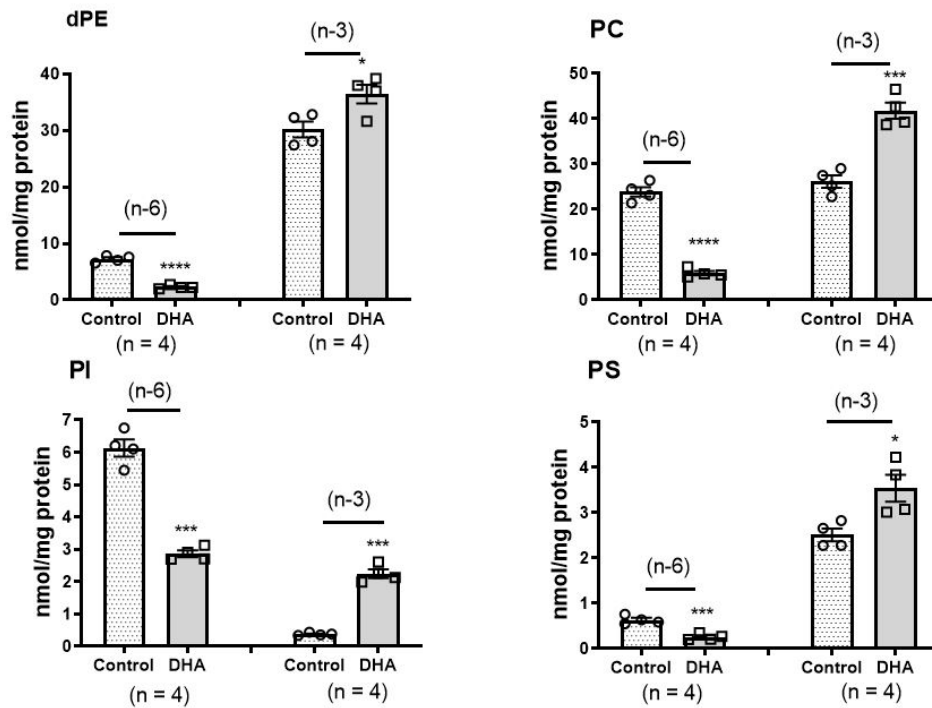 dPE
(n-3)
*
nmol/mg protein
40
30
20
10
0
(n-6)
****
Control DHA Control DHA
(n = 4) (n = 4)
PC
(n-3)
***
nmol/mg protein
50
40
30
20
10
0
(n-6)
****
Control DHA Control DHA
(n = 4) (n = 4)
PI
(n-6)
nmol/mg protein
7
6
5
4
3
2
1
0
***
(n-3)
***
Control DHA Control DHA
(n = 4) (n = 4)
PS
(n-3)
*
nmol/mg protein
5
4
3
2
1
0
(n-6)
***
Control DHA Control DHA
(n = 4) (n = 4)